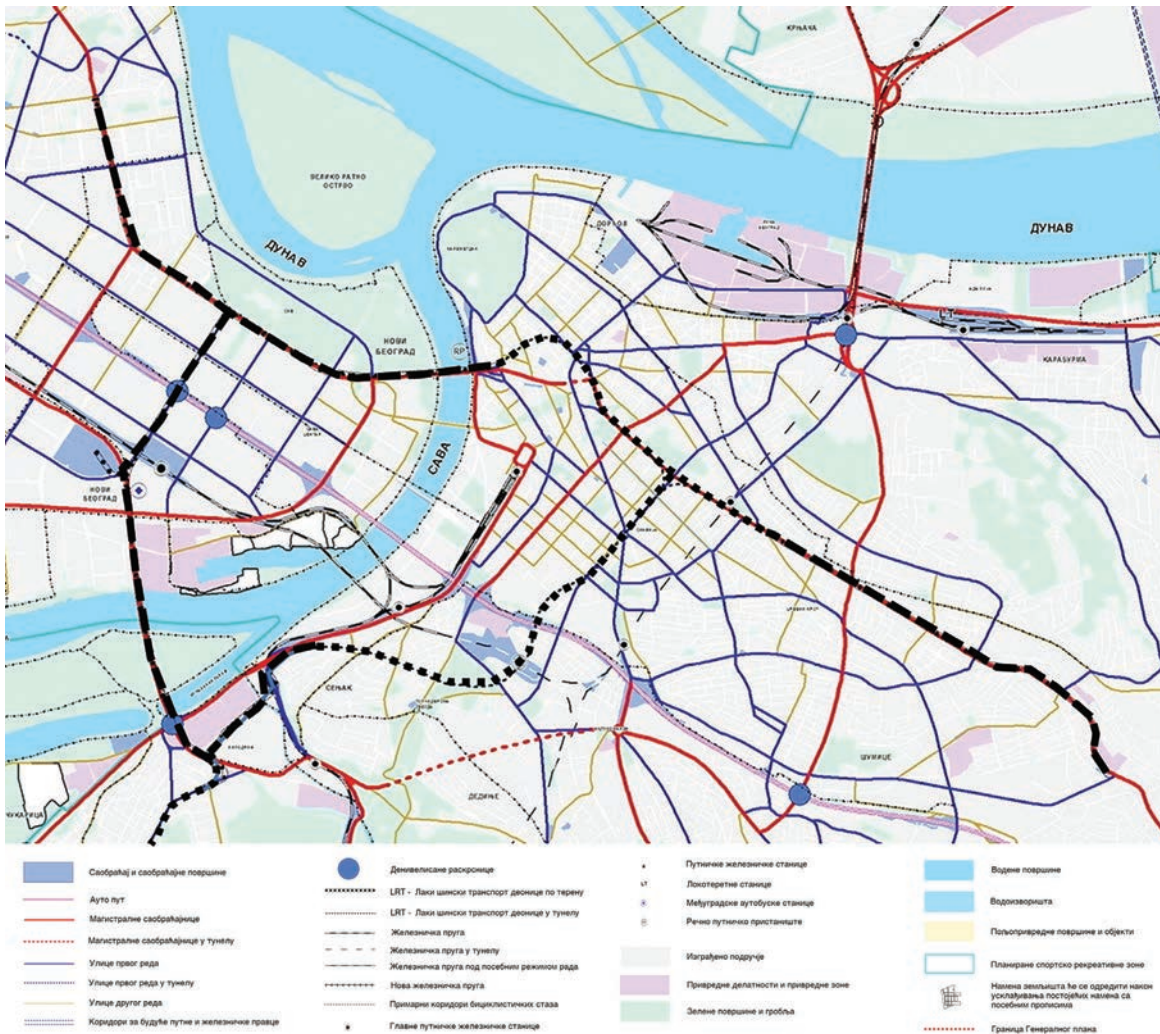 КРЊАЧА
ВЕЛИКО РАТНО
ОСТРВО
ДУНАВ
ДОРЋОЛ
ДУНАВ
НОВИ
БЕОГРАД
RP
КАРАБУРМА
САВА
НОВИ
БЕОГРАД
СЕЊАК
ДЕДИЊЕ
ШУМИЦЕ
ЧУКАРИЦА
Саобраћај и саобраћајне површине
Ауто пут
Магистралне саобраћајнице
Магистралне саобраћајнице у тунелу
Улице првог реда
Улице првог реда у тунелу
Улице другог реда
Коридори за будуће путне и железничке правце
Денивелисане раскрснице
LRT - Лаки шински транспорт деонице по терену
LRT - Лаки шински транспорт деонице у тунелу
Железничка пруга
Железничка пруга у тунелу
Железничка пруга под посебним режимом рада
Нова железничка пруга
Примарни коридори бициклистичких стаза
Главне путничке железничке станице
Путничке железничке станице
Локотеретне станице
Међуградске аутобуске станице
Речно путничко пристаниште
Изграђено подручје
Привредне делатности и привредне зоне
Зелене површине и гробља
Водене површине
Водоизворишта
Пољопривредне површине и објекти
Планиране спортско рекреативне зоне
Намена земљишта ће се одредити након
усклађивања постојећих намена са
посебним прописима
Граница Генералног плана